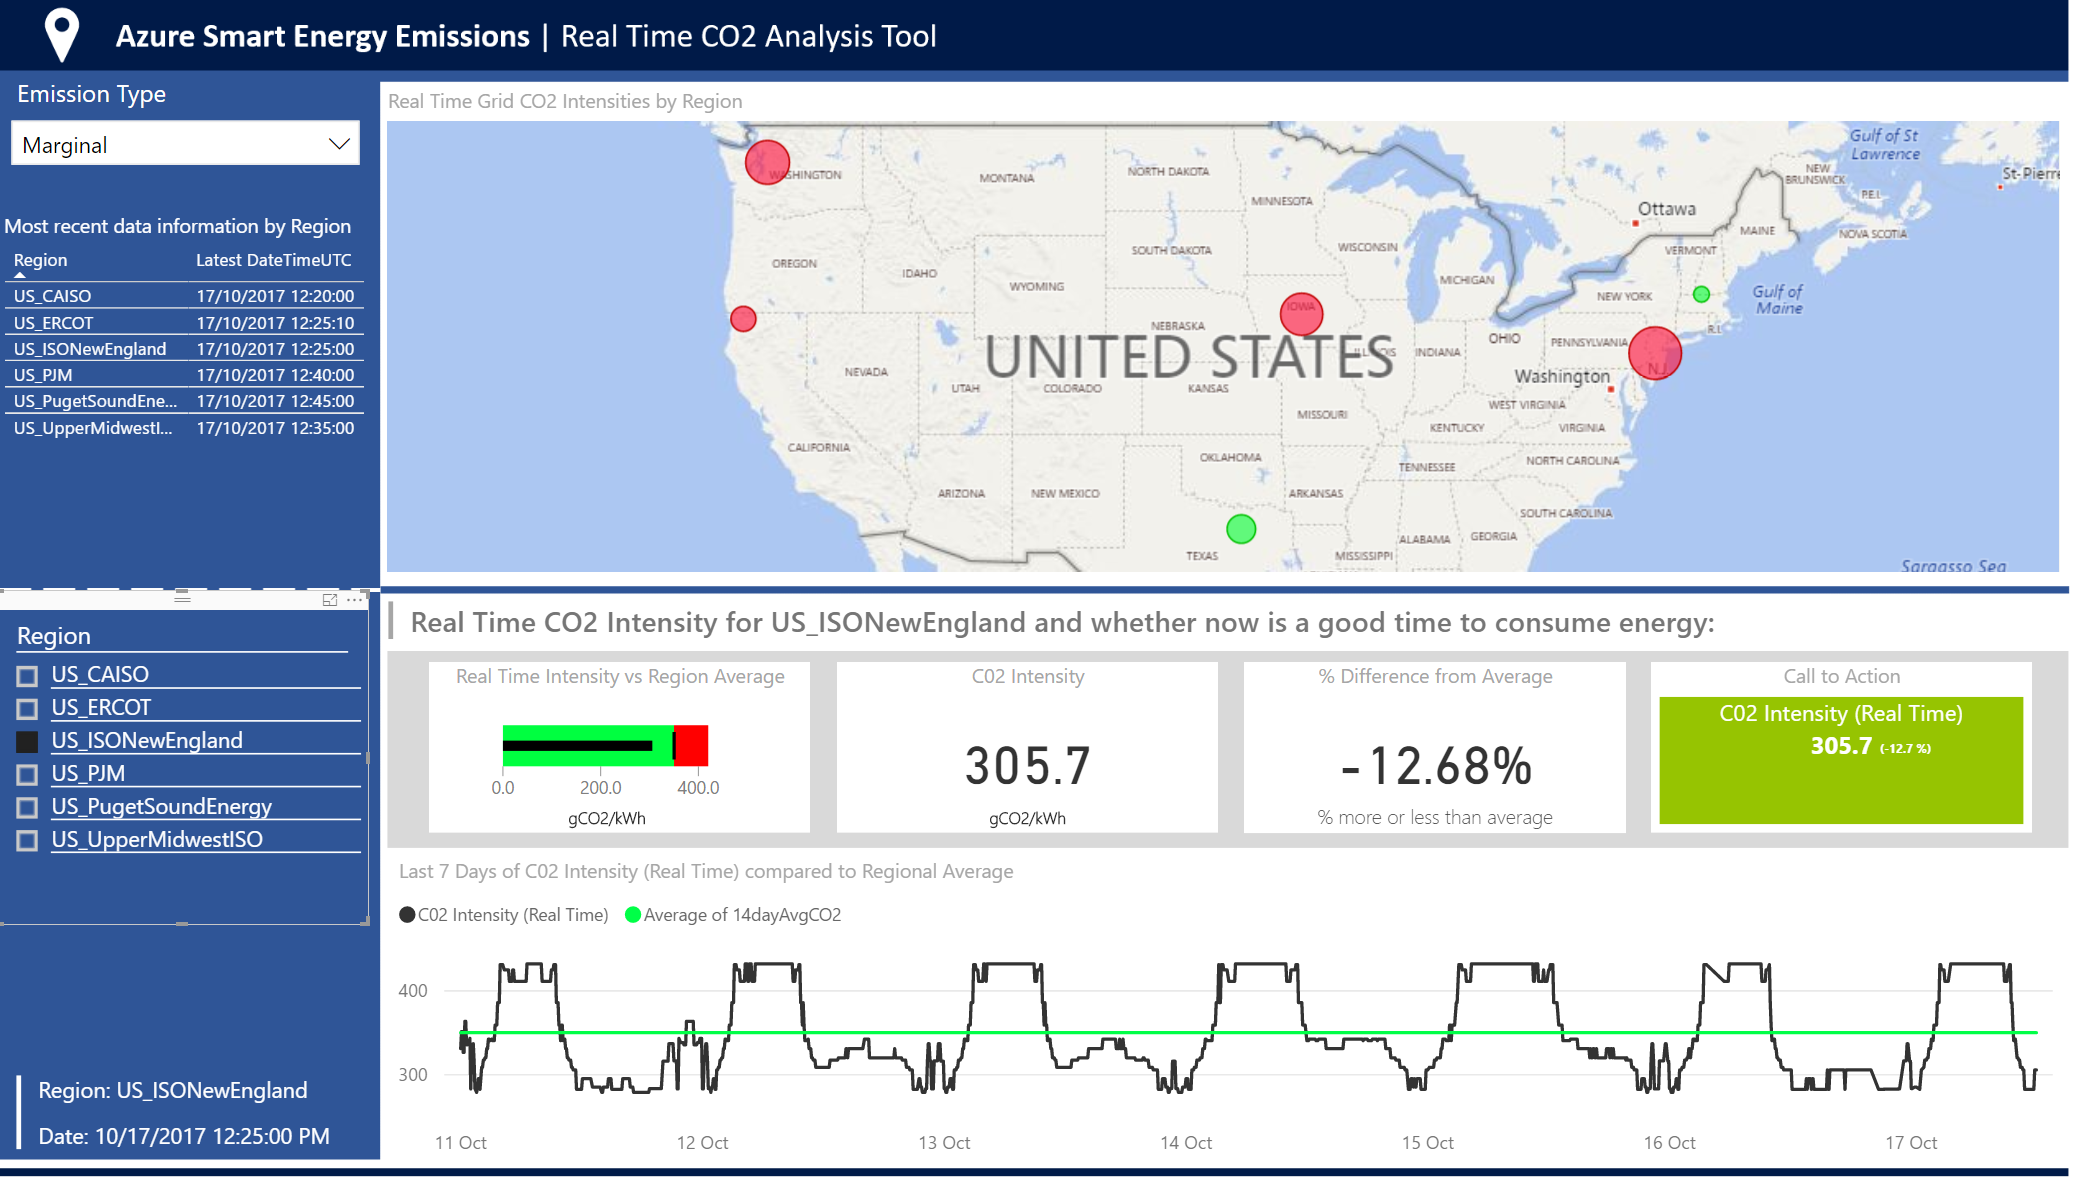 Azure Smart Energy Emissions | Real Time CO2 Analysis Tool
Emission Type
Marginal
Most recent data information by Region
Region Latest DateTimeUTC
US_CAISO 17/10/2017 12:20:00
US_ERCOT 17/10/2017 12:25:10
US_ISONewEngland 17/10/2017 12:25:00
US_PJM 17/10/2017 12:40:00
US_PugetSoundEne... 17/10/2017 12:45:00
US_UpperMidwestI... 17/10/2017 12:35:00
Real Time Grid CO2 Intensities by Region
Gulf of St
Lawrence
WASHINGTON
MONTANA
NORTH DAKOTA
NEW
BRUNSWICK
St-Pierre
P.E.I.
MINNESOTA
Ottawa
MAINE
NOVA SCOTIA
OREGON
IDAHO
SOUTH DAKOTA
WISCONSIN
VERMONT
WYOMING
MICHIGAN
NEW YORK
Gulf of
Maine
IOWA
NEBRASKA
R.I.
UNITED STATES
ILLINOIS
INDIANA
OHIO
PENNSYLVANIA
NEVADA
UTAH
COLORADO
KANSAS
Washington
N.J.
MISSOURI
WEST VIRGINIA
KENTUCKY
VIRGINIA
CALIFORNIA
OKLAHOMA
TENNESSEE
NORTH CAROLINA
ARIZONA
NEW MEXICO
ARKANSAS
SOUTH CAROLINA
TEXAS
MISSISSIPPI
ALABAMA
GEORGIA
Sargasso Sea
Region
US_CAISO
US_ERCOT
US_ISONewEngland
US_PJM
US_PugetSoundEnergy
US_UpperMidwestISO
Region: US_ISONewEngland
Date: 10/17/2017 12:25:00 PM
Real Time CO2 Intensity for US_ISONewEngland and whether now is a good time to consume energy:
Real Time Intensity vs Region Average
0.0 200.0 400.0
gCO2/kWh
C02 Intensity
305.7
gCO2/kWh
% Difference from Average
-12.68%
% more or less than average
Call to Action
C02 Intensity (Real Time)
305.7 (-12.7 %)
Last 7 Days of C02 Intensity (Real Time) compared to Regional Average
C02 Intensity (Real Time) Average of 14dayAvgCO2
400
300
11 Oct 12 Oct 13 Oct 14 Oct 15 Oct 16 Oct 17 Oct